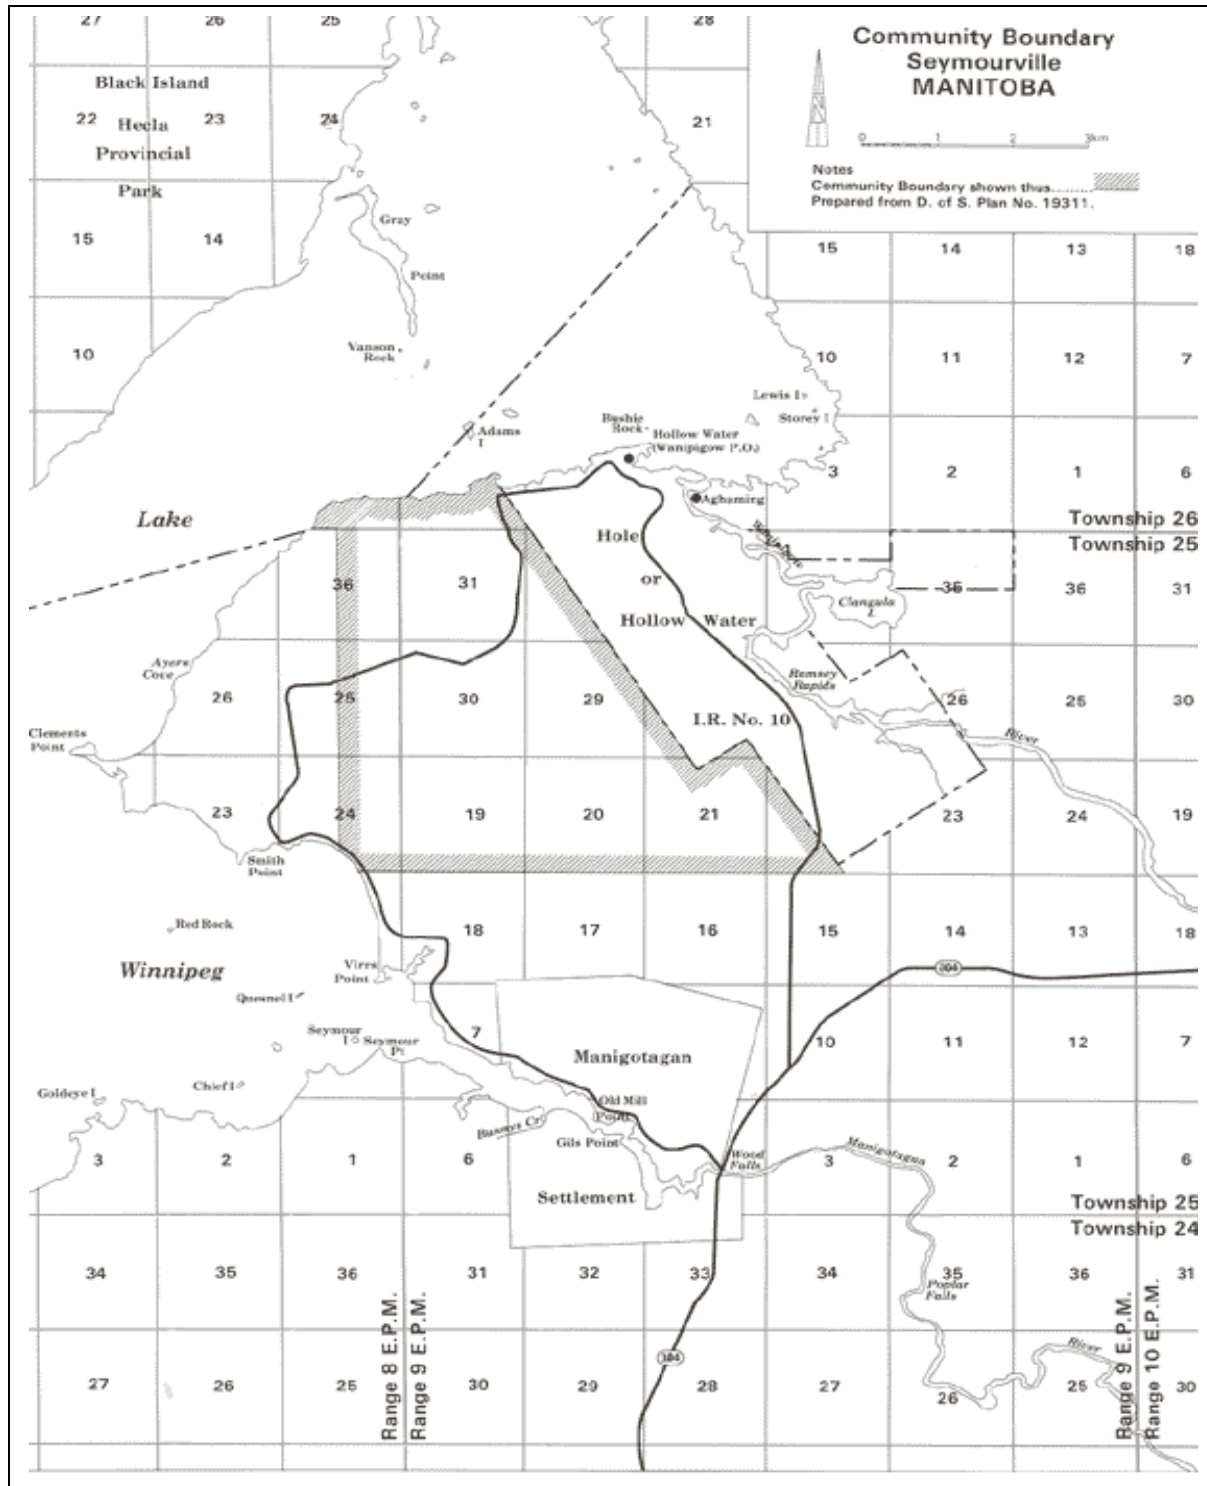 27
26
25
28
Community Boundary
Seymourville
MANITOBA
0 1 2 3km
Notes
Community Boundary shown thus........
Prepared from D. of S. Plan No. 19311.
Black Island
22 Hecla 23 24
Provincial
Park
21
15 14
Gray
Point
15 14 13 18
Vanson
Rock
10
10 11 12 7
Lewis I
Storey I
Adams
I
Bushie
Rock
Hollow Water
(Wanipigow P.O.)
3 2 1 6
Aghaming
Lake
Township 26
Township 25
Hole
or
Hollow Water
36 31
Clangula
L
35 36 31
Ayers
Cove
26 25 30 29
Remsey
Rapids
I.R. No. 10
26 25 30
River
Clements
Point
23 24 19 20 21
23 24 19
Smith
Point
Red Rock
18 17 16 15 14 13 18
Winnipeg
Virrs
Point
304
Quesnel I
Seymour
I
Seymour
Pt
7
Manigotagan
10 11 12 7
Goldeye I
Chief I
Old Mill
Point
Gils Point
3 2 1 6
Wood
Falls
Manigotagan
3 2 1 6
Settlement
Township 25
Township 24
34 35 36 31 32 33 34 35 36 31
Poplar
Falls
Range 8 E.P.M.
Range 9 E.P.M.
Range 9 E.P.M.
Range 10 E.P.M.
304
River
27 26 25 30 29 28 27 26 25 30